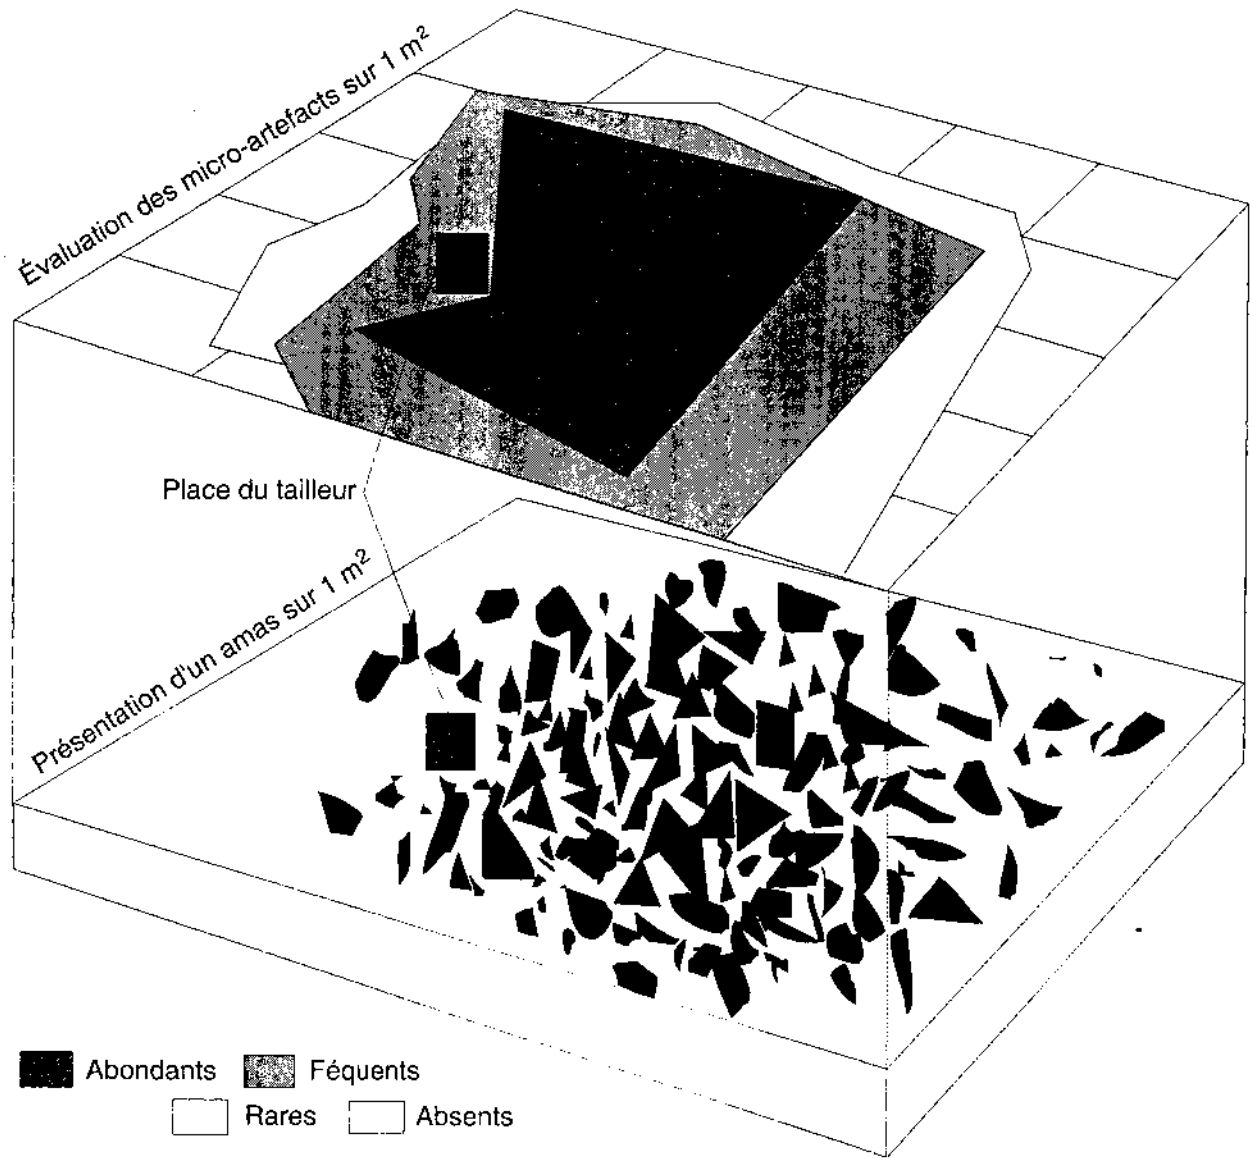 Évaluation des micro-artefacts sur 1 m²
Place du tailleur
Présentation d'un amas sur 1 m²
Abondants Féquents
Rares Absents